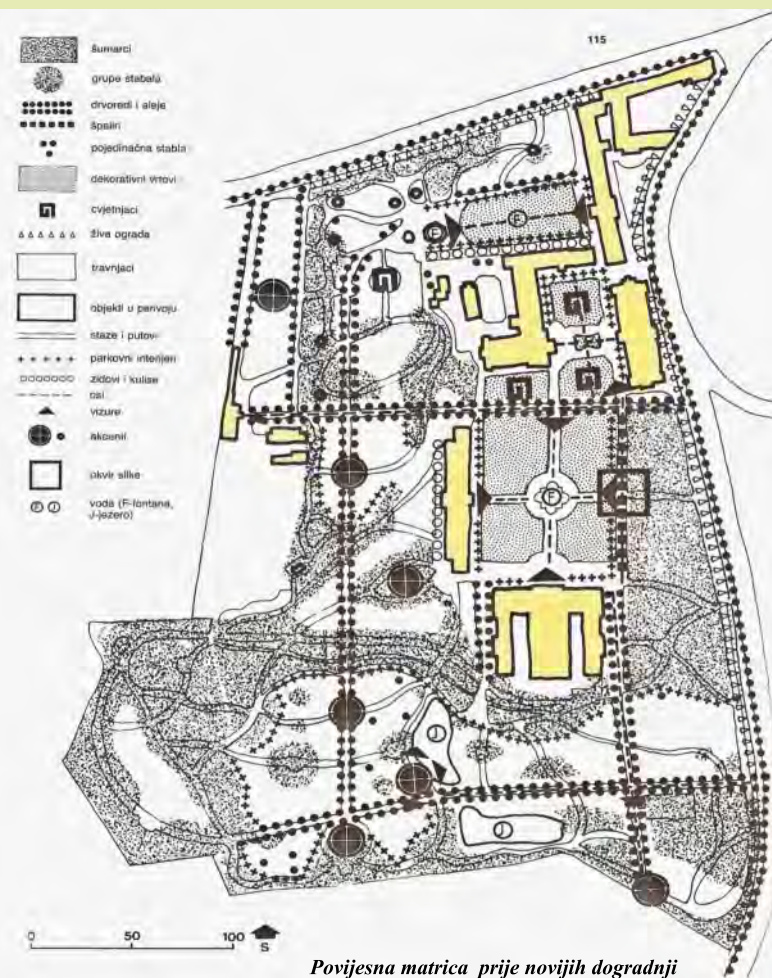 115
šumarci
grupe stabala
drvoredi i aleje
špaliri
pojedinačna stabla
dekorativni vrtovi
cvjetnjaci
živa ograda
travnjaci
objekti u perivoju
staze i putovi
parkovni interijeri
zidovi i kulise
osi
vizure
akcenti
okvir slike
voda (F-fontana,
J-jezero)
F J
F
F
F
J
J
0 50 100
S
Povijesna matrica prije novijih dogradnji